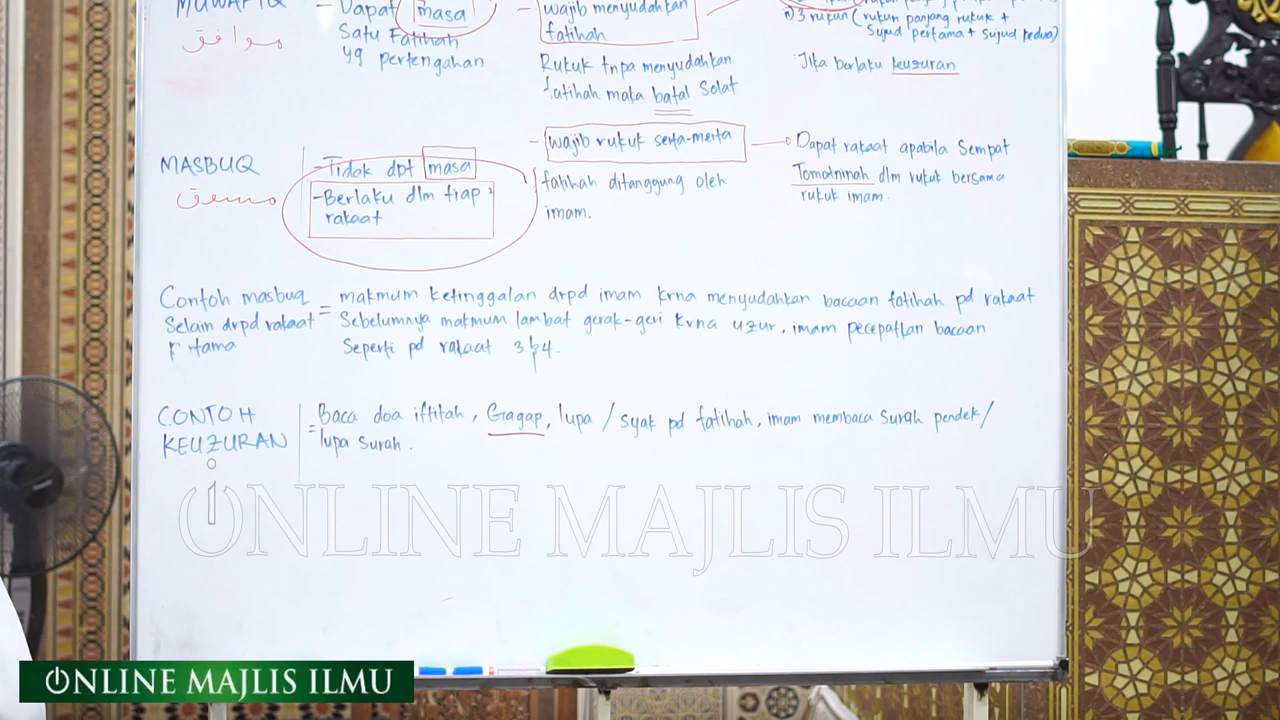 MUWAFIQ
موافق
- Dapat masa
Satu Fatihah
yg pertengahan
- wajib menyudahkan
fatihah
Rukuk tnpa menyudahkan
fatihah maka batal Solat
3 rukun (rukun panjang rukuk +
Sujud pertama + Sujud kedua)
Jika berlaku keuzuran
MASBUQ
- Tidak dpt masa
- Berlaku dlm tiap2
rakaat
- wajib rukuk serta-merta
fatihah ditanggung oleh
imam.
Dapat rakaat apabila Sempat
Tomakninah dlm rukuk bersama
rukuk imam.
Contoh masbuq
Selain drpd rakaat
= makmum ketinggalan drpd imam krna menyudahkan bacaan fatihah pd rakaat
Sebelumnya makmum lambat gerak-geri krna uzur, imam pecepatkan bacaan
Seperti pd rakaat 3 4.
CONTOH
KEUZURAN
= Baca doa iftitah, Gagap, lupa / syak pd fatihah, imam membaca Surah pendek /
lupa Surah.
ONLINE MAJLIS ILMU
ONLINE MAJLIS ILMU